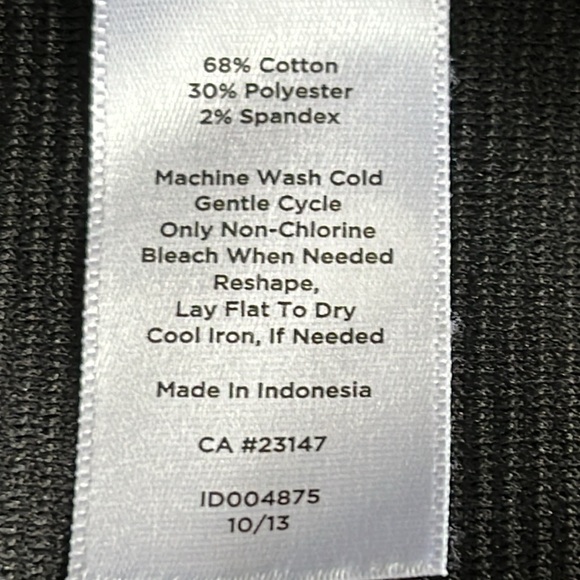 68% Cotton
30% Polyester
2% Spandex
Machine Wash Cold
Gentle Cycle
Only Non-Chlorine
Bleach When Needed
Reshape,
Lay Flat To Dry
Cool Iron, If Needed
Made In Indonesia
CA #23147
ID004875
10/13